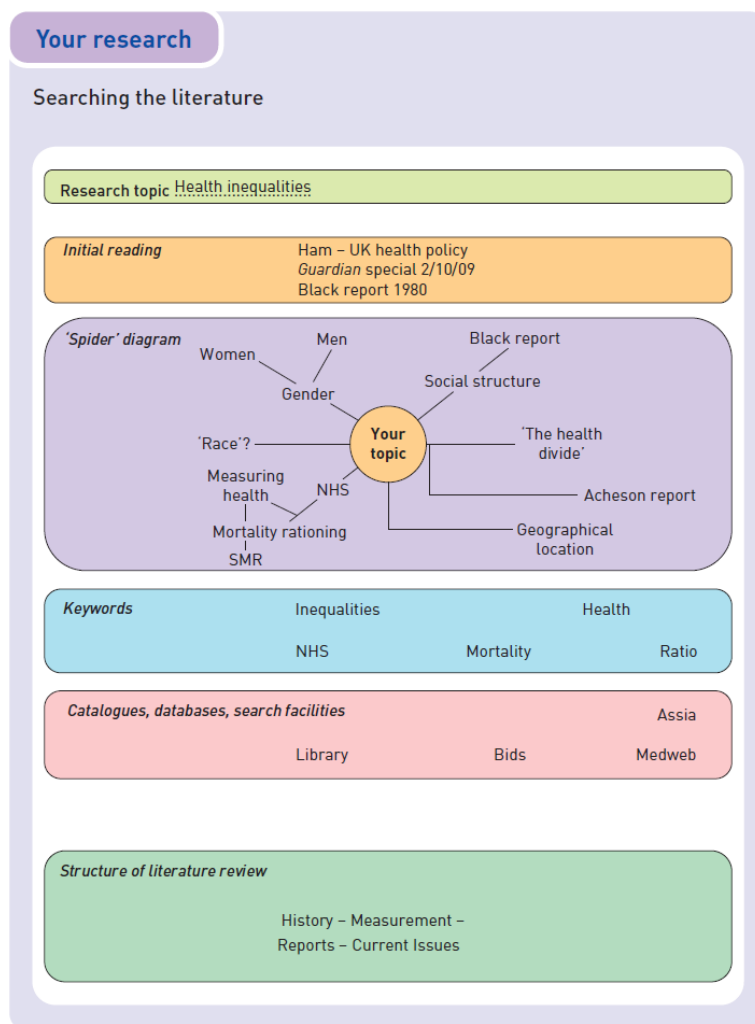 Your research
Searching the literature
Research topic Health inequalities
Initial reading
Ham – UK health policy
Guardian special 2/10/09
Black report 1980
'Spider' diagram
Men
Black report
Women
Social structure
Gender
Your
topic
'Race'?
'The health
divide'
Measuring
health
NHS
Acheson report
Mortality rationing
Geographical
location
SMR
Keywords
Inequalities
Health
NHS
Mortality
Ratio
Catalogues, databases, search facilities
Assia
Library
Bids
Medweb
Structure of literature review
History – Measurement –
Reports – Current Issues